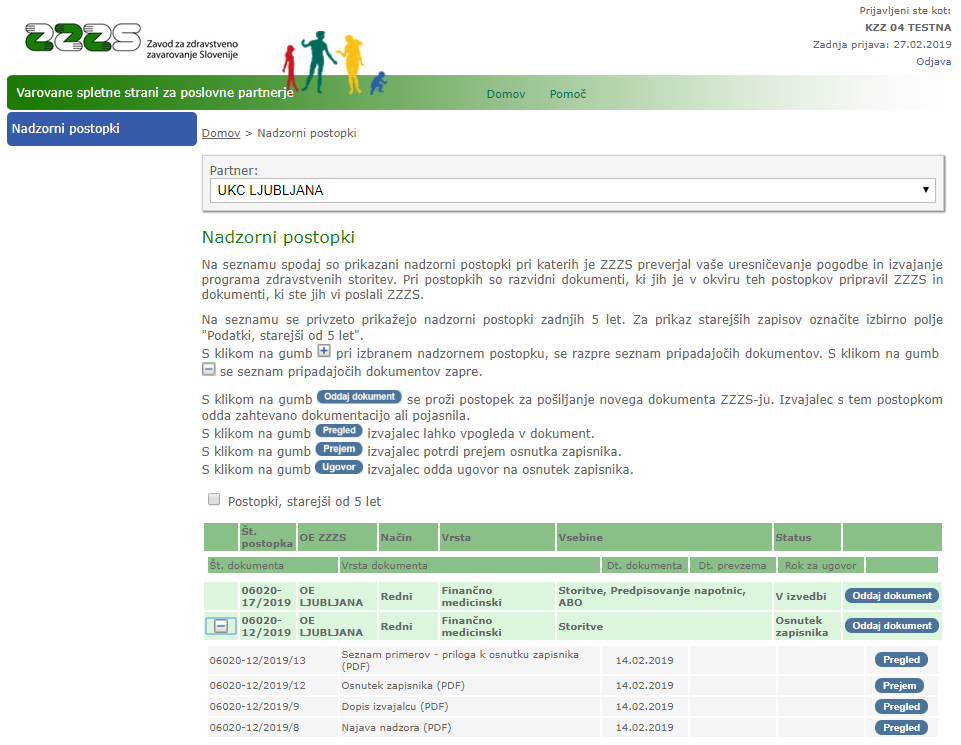 Prijavljeni ste kot:
KZZ 04 TESTNA
Zadnja prijava: 27.02.2019
Odjava
ZZZS Zavod za zdravstveno
zavarovanje Slovenije
Varovane spletne strani za poslovne partnerje Domov Pomoč
Nadzorni postopki
Domov > Nadzorni postopki
Partner:
UKC LJUBLJANA
Nadzorni postopki
Na seznamu spodaj so prikazani nadzorni postopki pri katerih je ZZZS preverjal vaše uresničevanje pogodbe in izvajanje
programa zdravstvenih storitev. Pri postopkih so razvidni dokumenti, ki jih je v okviru teh postopkov pripravil ZZZS in
dokumenti, ki ste jih vi poslali ZZZS.
Na seznamu se privzeto prikažejo nadzorni postopki zadnjih 5 let. Za prikaz starejših zapisov označite izbirno polje
"Podatki, starejši od 5 let".
S klikom na gumb + pri izbranem nadzornem postopku, se razpre seznam pripadajočih dokumentov. S klikom na gumb
− se seznam pripadajočih dokumentov zapre.
S klikom na gumb Oddaj dokument se proži postopek za pošiljanje novega dokumenta ZZZS-ju. Izvajalec s tem postopkom
odda zahtevano dokumentacijo ali pojasnila.
S klikom na gumb Pregled izvajalec lahko vpogleda v dokument.
S klikom na gumb Prejem izvajalec potrdi prejem osnutka zapisnika.
S klikom na gumb Ugovor izvajalec odda ugovor na osnutek zapisnika.
Postopki, starejši od 5 let
Št. postopka OE ZZZS Način Vrsta Vsebine Status
Št. dokumenta Vrsta dokumenta Dt. dokumenta Dt. prevzema Rok za ugovor
06020-17/2019 OE LJUBLJANA Redni Finančno medicinski Storitve, Predpisovanje napotnic, ABO V izvedbi Oddaj dokument
− 06020-12/2019 OE LJUBLJANA Redni Finančno medicinski Storitve Osnutek zapisnika Oddaj dokument
06020-12/2019/13 Seznam primerov - priloga k osnutku zapisnika (PDF) 14.02.2019 Pregled
06020-12/2019/12 Osnutek zapisnika (PDF) 14.02.2019 Prejem
06020-12/2019/9 Dopis izvajalcu (PDF) 14.02.2019 Pregled
06020-12/2019/8 Najava nadzora (PDF) 14.02.2019 Pregled